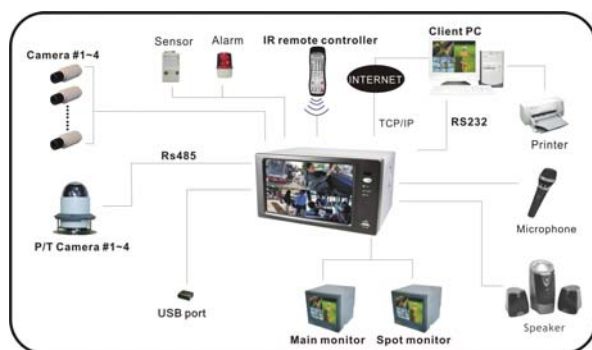 Camera #1~4
Sensor
Alarm
IR remote controller
Client PC
INTERNET
TCP/IP
RS232
Printer
Rs485
P/T Camera #1~4
Microphone
USB port
Main monitor
Spot monitor
Speaker